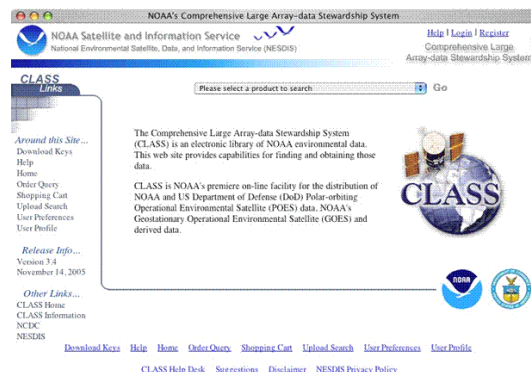 NOAA's Comprehensive Large Array-data Stewardship System
NOAA Satellite and Information Service
National Environmental Satellite, Data, and Information Service (NESDIS)
Help | Login | Register
Comprehensive Large
Array-data Stewardship System
CLASS
Links
Please select a product to search
Go
Around this Site...
Download Keys
Help
Home
Order Query
Shopping Cart
Upload Search
User Preferences
User Profile
Release Info...
Version 3.4
November 14, 2005
Other Links...
CLASS Home
CLASS Information
NCDC
NESDIS
The Comprehensive Large Array-data Stewardship System
(CLASS) is an electronic library of NOAA environmental data.
This web site provides capabilities for finding and obtaining those
data.
CLASS is NOAA's premiere on-line facility for the distribution of
NOAA and US Department of Defense (DoD) Polar-orbiting
Operational Environmental Satellite (POES) data, NOAA's
Geostationary Operational Environmental Satellite (GOES) and
derived data.
CLASS
NOAA
Download Keys Help Home Order Query Shopping Cart Upload Search User Preferences User Profile
CLASS Help Desk Suggestions Disclaimer NESDIS Privacy Policy